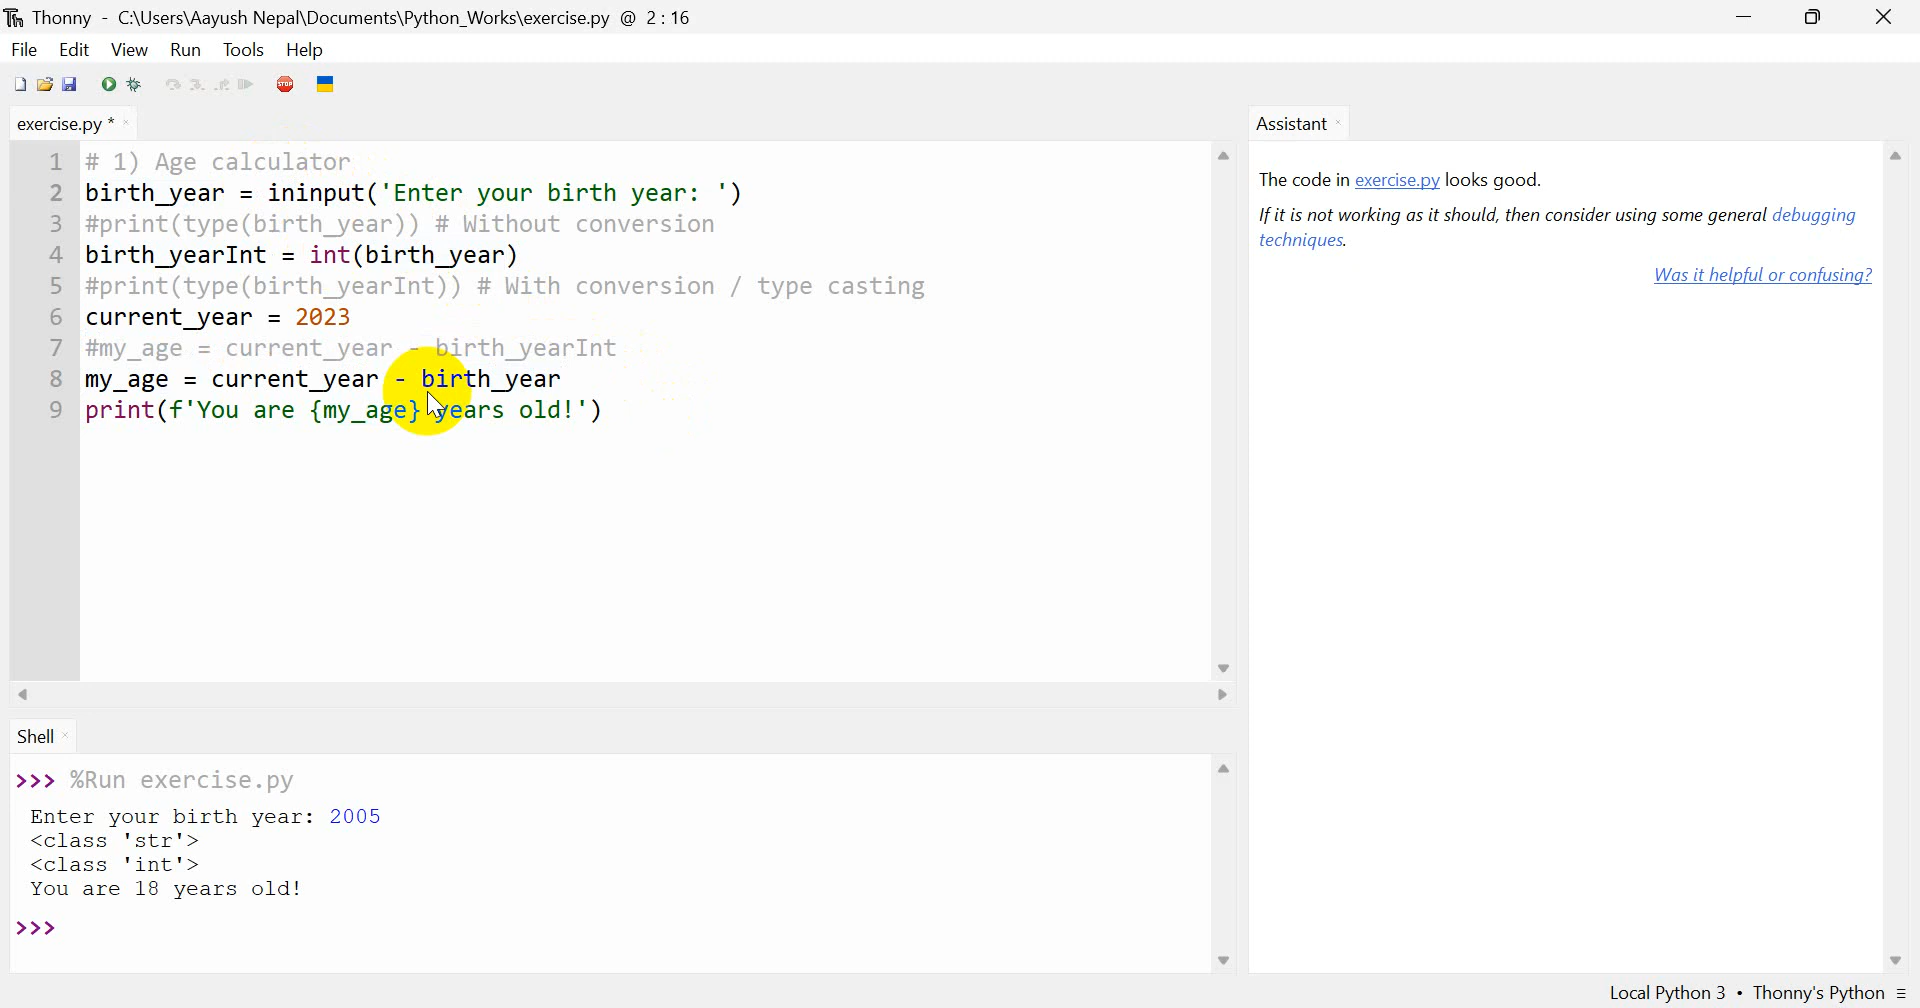 Thonny - C:\Users\Aayush Nepal\Documents\Python_Works\exercise.py @ 2 : 16
File Edit View Run Tools Help
STOP
exercise.py *
Assistant
1 # 1) Age calculator
2 birth_year = ininput('Enter your birth year: ')
3 #print(type(birth_year)) # Without conversion
4 birth_yearInt = int(birth_year)
5 #print(type(birth_yearInt)) # With conversion / type casting
6 current_year = 2023
7 #my_age = current_year - birth_yearInt
8 my_age = current_year - birth_year
9 print(f'You are {my_age} years old!')
The code in exercise.py looks good.
If it is not working as it should, then consider using some general debugging
techniques.
Was it helpful or confusing?
Shell
>>> %Run exercise.py
Enter your birth year: 2005
<class 'str'>
<class 'int'>
You are 18 years old!
>>>
Local Python 3 • Thonny's Python ≡